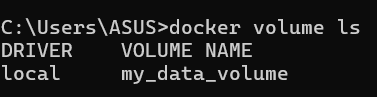 C:\Users\ASUS>docker volume ls
DRIVER    VOLUME NAME
local     my_data_volume